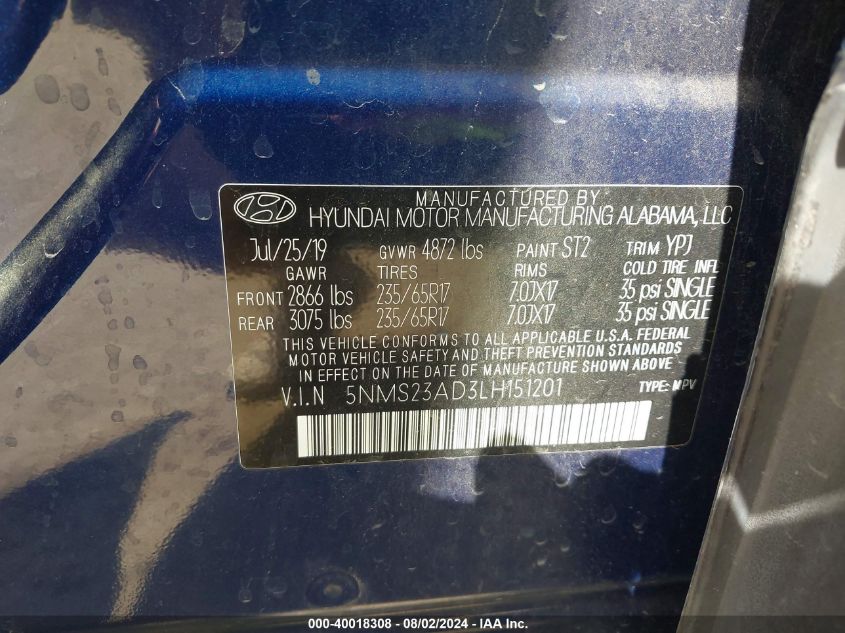 MANUFACTURED BY
HYUNDAI MOTOR MANUFACTURING ALABAMA, LLC
Jul/25/19 GVWR 4872 lbs PAINT ST2 TRIM YPJ
GAWR TIRES RIMS COLD TIRE INFL
FRONT 2866 lbs 235/65R17 7.0JX17 35 psi SINGLE
REAR 3075 lbs 235/65R17 7.0JX17 35 psi SINGLE
THIS VEHICLE CONFORMS TO ALL APPLICABLE U.S.A. FEDERAL
MOTOR VEHICLE SAFETY AND THEFT PREVENTION STANDARDS
IN EFFECT ON THE DATE OF MANUFACTURE SHOWN ABOVE
V.I.N 5NMS23AD3LH151201 TYPE: MPV
000-40018308 - 08/02/2024 - IAA Inc.